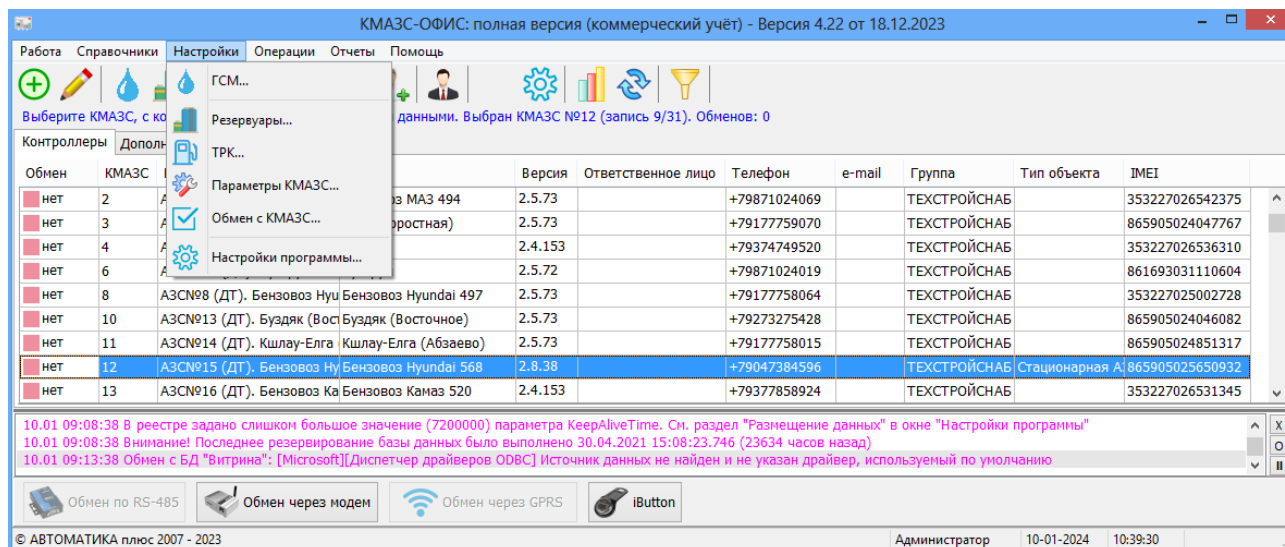 КМАЗС-ОФИС: полная версия (коммерческий учёт) - Версия 4.22 от 18.12.2023
Работа Справочники Настройки Операции Отчеты Помощь
ГСМ...
Резервуары...
ТРК...
Параметры КМАЗС...
Обмен с КМАЗС...
Настройки программы...
Выберите КМАЗС, с данными. Выбран КМАЗС №12 (запись 9/31). Обменов: 0
Контроллеры
Обмен КМАЗС Версия Ответственное лицо Телефон e-mail Группа Тип объекта IMEI
нет 2 МАЗ 494 2.5.73 +79871024069 ТЕХСТРОЙСНАБ 353227026542375
нет 3 2.5.73 +79177759070 ТЕХСТРОЙСНАБ 865905024047767
нет 4 2.4.153 +79374749520 ТЕХСТРОЙСНАБ 353227026536310
нет 6 2.5.72 +79871024019 ТЕХСТРОЙСНАБ 861693031110604
нет 8 АЗС№8 (ДТ). Бензовоз Hyu Бензовоз Hyundai 497 2.5.73 +79177758064 ТЕХСТРОЙСНАБ 353227025002728
нет 10 АЗС№13 (ДТ). Буздяк (Вост Буздяк (Восточное) 2.5.73 +79273275428 ТЕХСТРОЙСНАБ 865905024046082
нет 11 АЗС№14 (ДТ). Кшлау-Елга Кшлау-Елга (Абзаево) 2.5.73 +79177758015 ТЕХСТРОЙСНАБ 865905024851317
нет 12 АЗС№15 (ДТ). Бензовоз Hy Бензовоз Hyundai 568 2.8.38 +79047384596 ТЕХСТРОЙСНАБ Стационарная А 865905025650932
нет 13 АЗС№16 (ДТ). Бензовоз Ка Бензовоз Камаз 520 2.4.153 +79377858924 ТЕХСТРОЙСНАБ 353227026531345
10.01 09:08:38 В реестре задано слишком большое значение (7200000) параметра KeepAliveTime. См. раздел "Размещение данных" в окне "Настройки программы"
10.01 09:08:38 Внимание! Последнее резервирование базы данных было выполнено 30.04.2021 15:08:23.746 (23634 часов назад)
10.01 09:13:38 Обмен с БД "Витрина": [Microsoft][Диспетчер драйверов ODBC] Источник данных не найден и не указан драйвер, используемый по умолчанию
X
O
II
Обмен по RS-485 Обмен через модем Обмен через GPRS iButton
© АВТОМАТИКА плюс 2007 - 2023 Администратор 10-01-2024 10:39:30